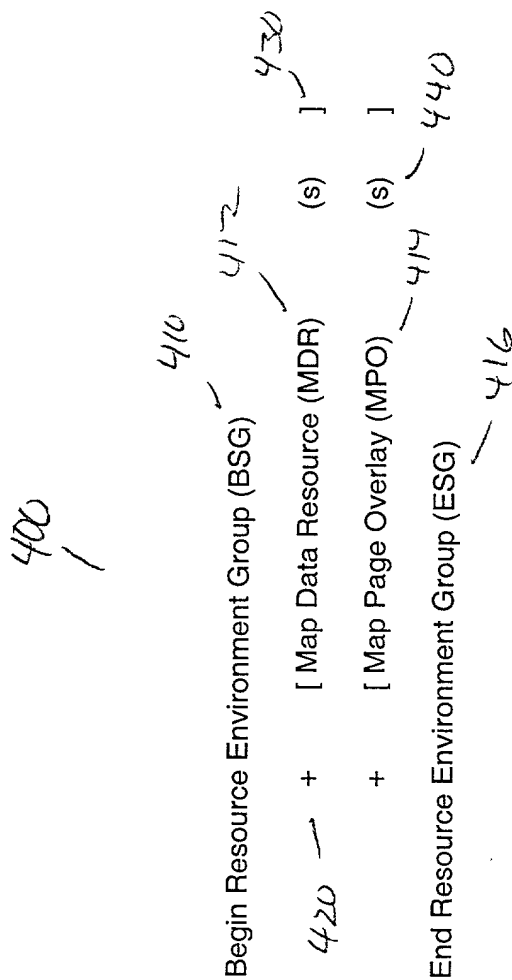 400
410
Begin Resource Environment Group (BSG)
412
430
420 + [ Map Data Resource (MDR) (s) ]
+ [ Map Page Overlay (MPO) (s) ]
414
440
End Resource Environment Group (ESG)
416